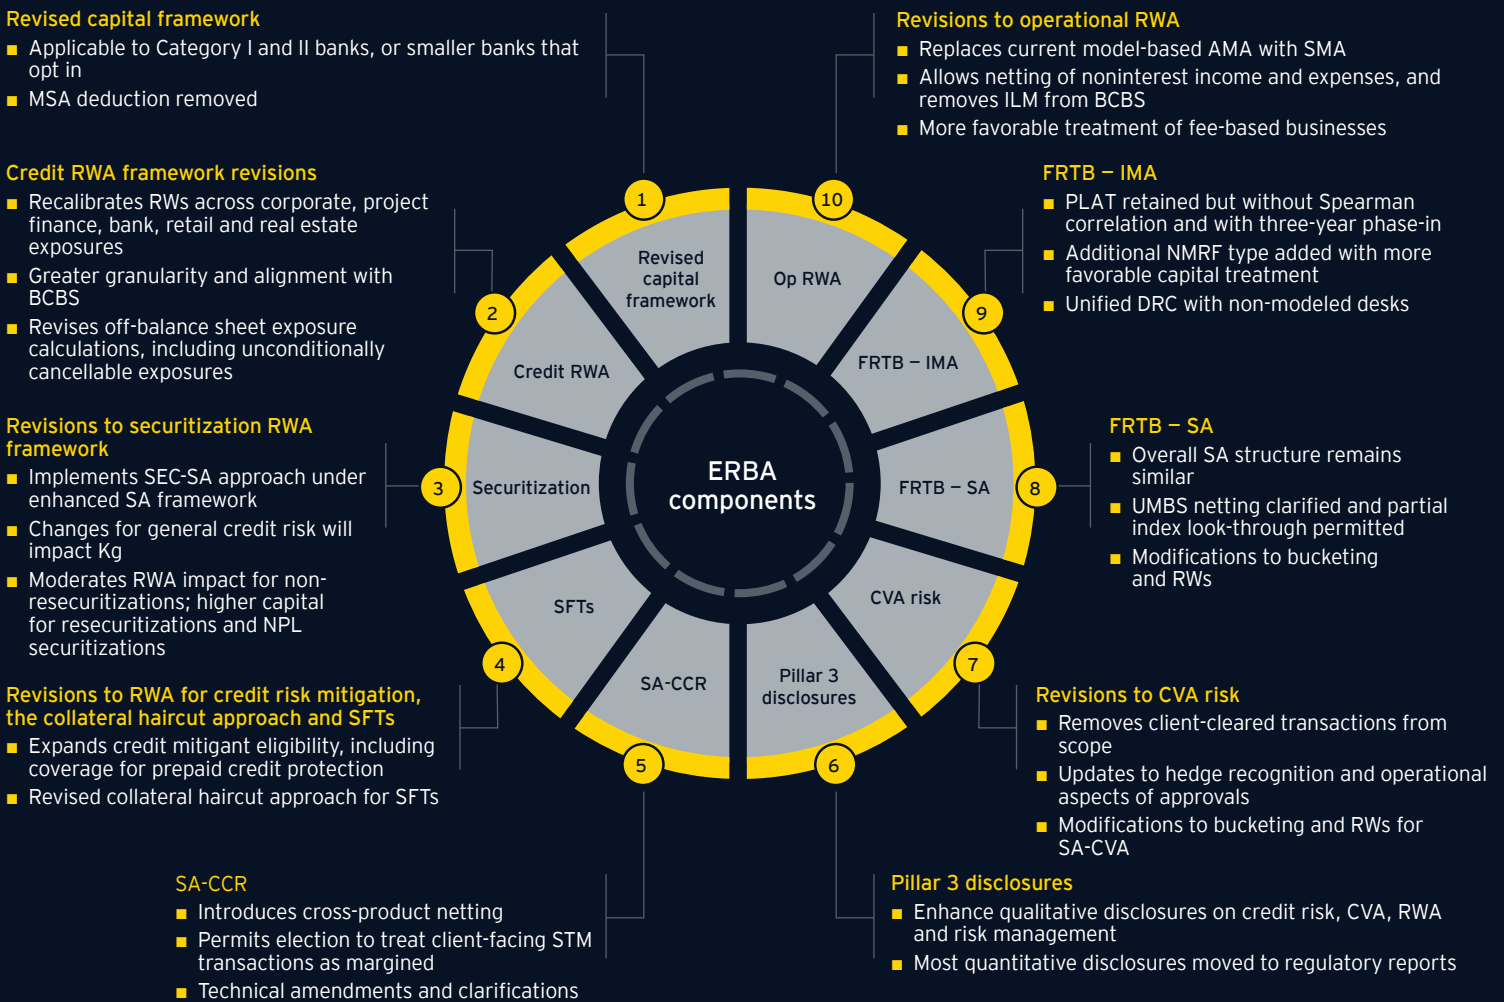 Revised capital framework
■ Applicable to Category I and II banks, or smaller banks that
opt in
■ MSA deduction removed
Credit RWA framework revisions
■ Recalibrates RWs across corporate, project
finance, bank, retail and real estate
exposures
■ Greater granularity and alignment with
BCBS
■ Revises off-balance sheet exposure
calculations, including unconditionally
cancellable exposures
Revisions to securitization RWA
framework
■ Implements SEC-SA approach under
enhanced SA framework
■ Changes for general credit risk will
impact Kg
■ Moderates RWA impact for non-
resecuritizations; higher capital
for resecuritizations and NPL
securitizations
Revisions to RWA for credit risk mitigation,
the collateral haircut approach and SFTs
■ Expands credit mitigant eligibility, including
coverage for prepaid credit protection
■ Revised collateral haircut approach for SFTs
SA-CCR
■ Introduces cross-product netting
■ Permits election to treat client-facing STM
transactions as margined
■ Technical amendments and clarifications
1
Revised
capital
framework
2
Credit RWA
3
Securitization
4
SFTs
5
SA-CCR
6
Pillar 3
disclosures
7
CVA risk
8
FRTB – SA
9
FRTB – IMA
10
Op RWA
ERBA
components
Revisions to operational RWA
■ Replaces current model-based AMA with SMA
■ Allows netting of noninterest income and expenses, and
removes ILM from BCBS
■ More favorable treatment of fee-based businesses
FRTB – IMA
■ PLAT retained but without Spearman
correlation and with three-year phase-in
■ Additional NMRF type added with more
favorable capital treatment
■ Unified DRC with non-modeled desks
FRTB – SA
■ Overall SA structure remains
similar
■ UMBS netting clarified and partial
index look-through permitted
■ Modifications to bucketing
and RWs
Revisions to CVA risk
■ Removes client-cleared transactions from
scope
■ Updates to hedge recognition and operational
aspects of approvals
■ Modifications to bucketing and RWs for
SA-CVA
Pillar 3 disclosures
■ Enhance qualitative disclosures on credit risk, CVA, RWA
and risk management
■ Most quantitative disclosures moved to regulatory reports